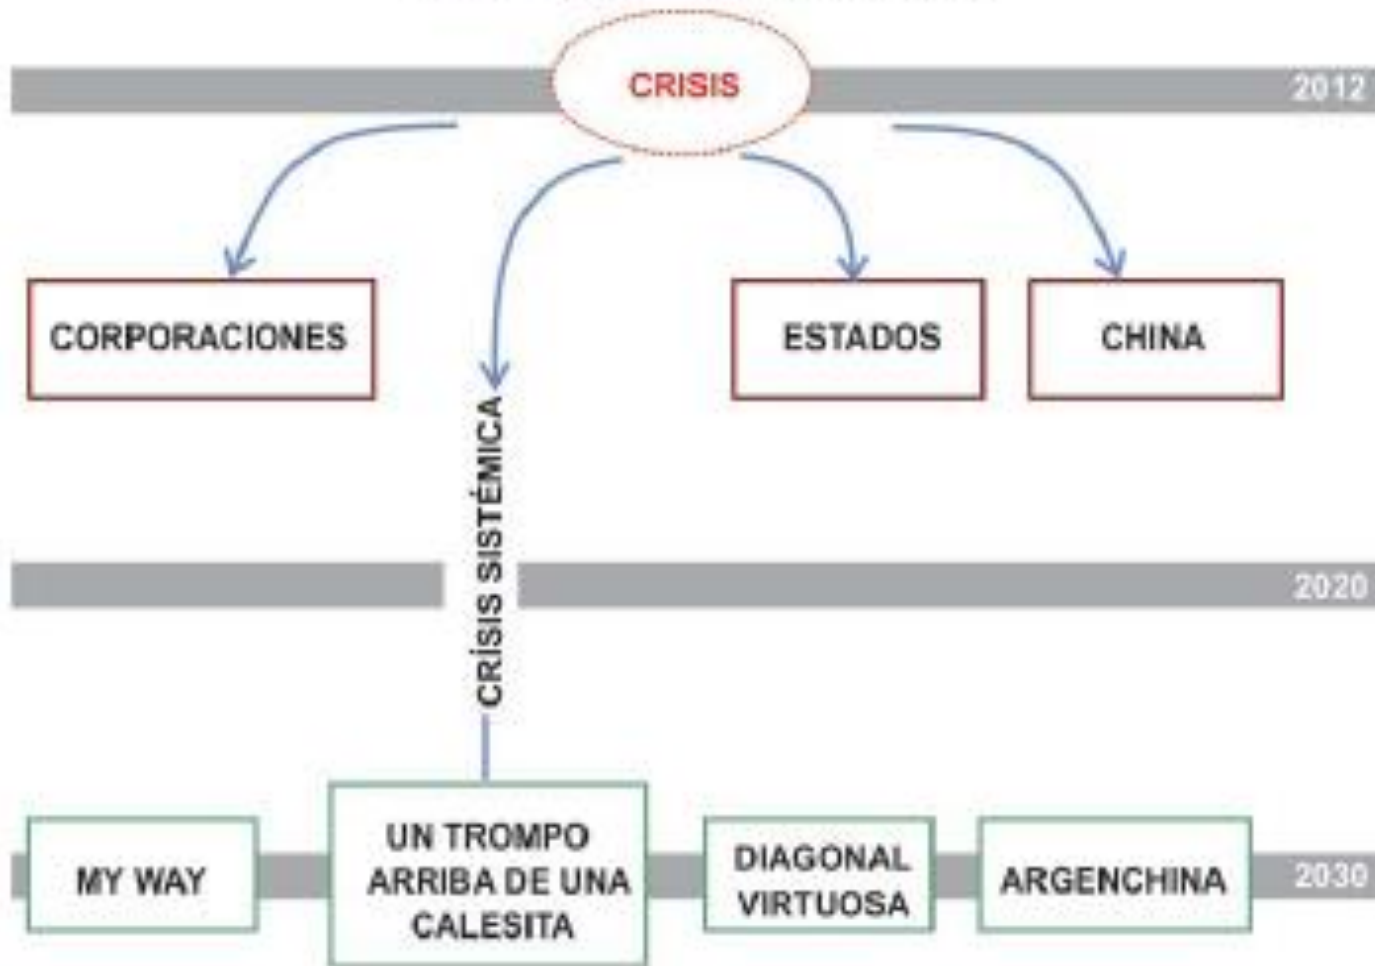 CRISIS
2012
CORPORACIONES
ESTADOS
CHINA
CRÍSIS SISTÉMICA
2020
MY WAY
UN TROMPO
ARRIBA DE UNA
CALESITA
DIAGONAL
VIRTUOSA
ARGENCHINA
2030